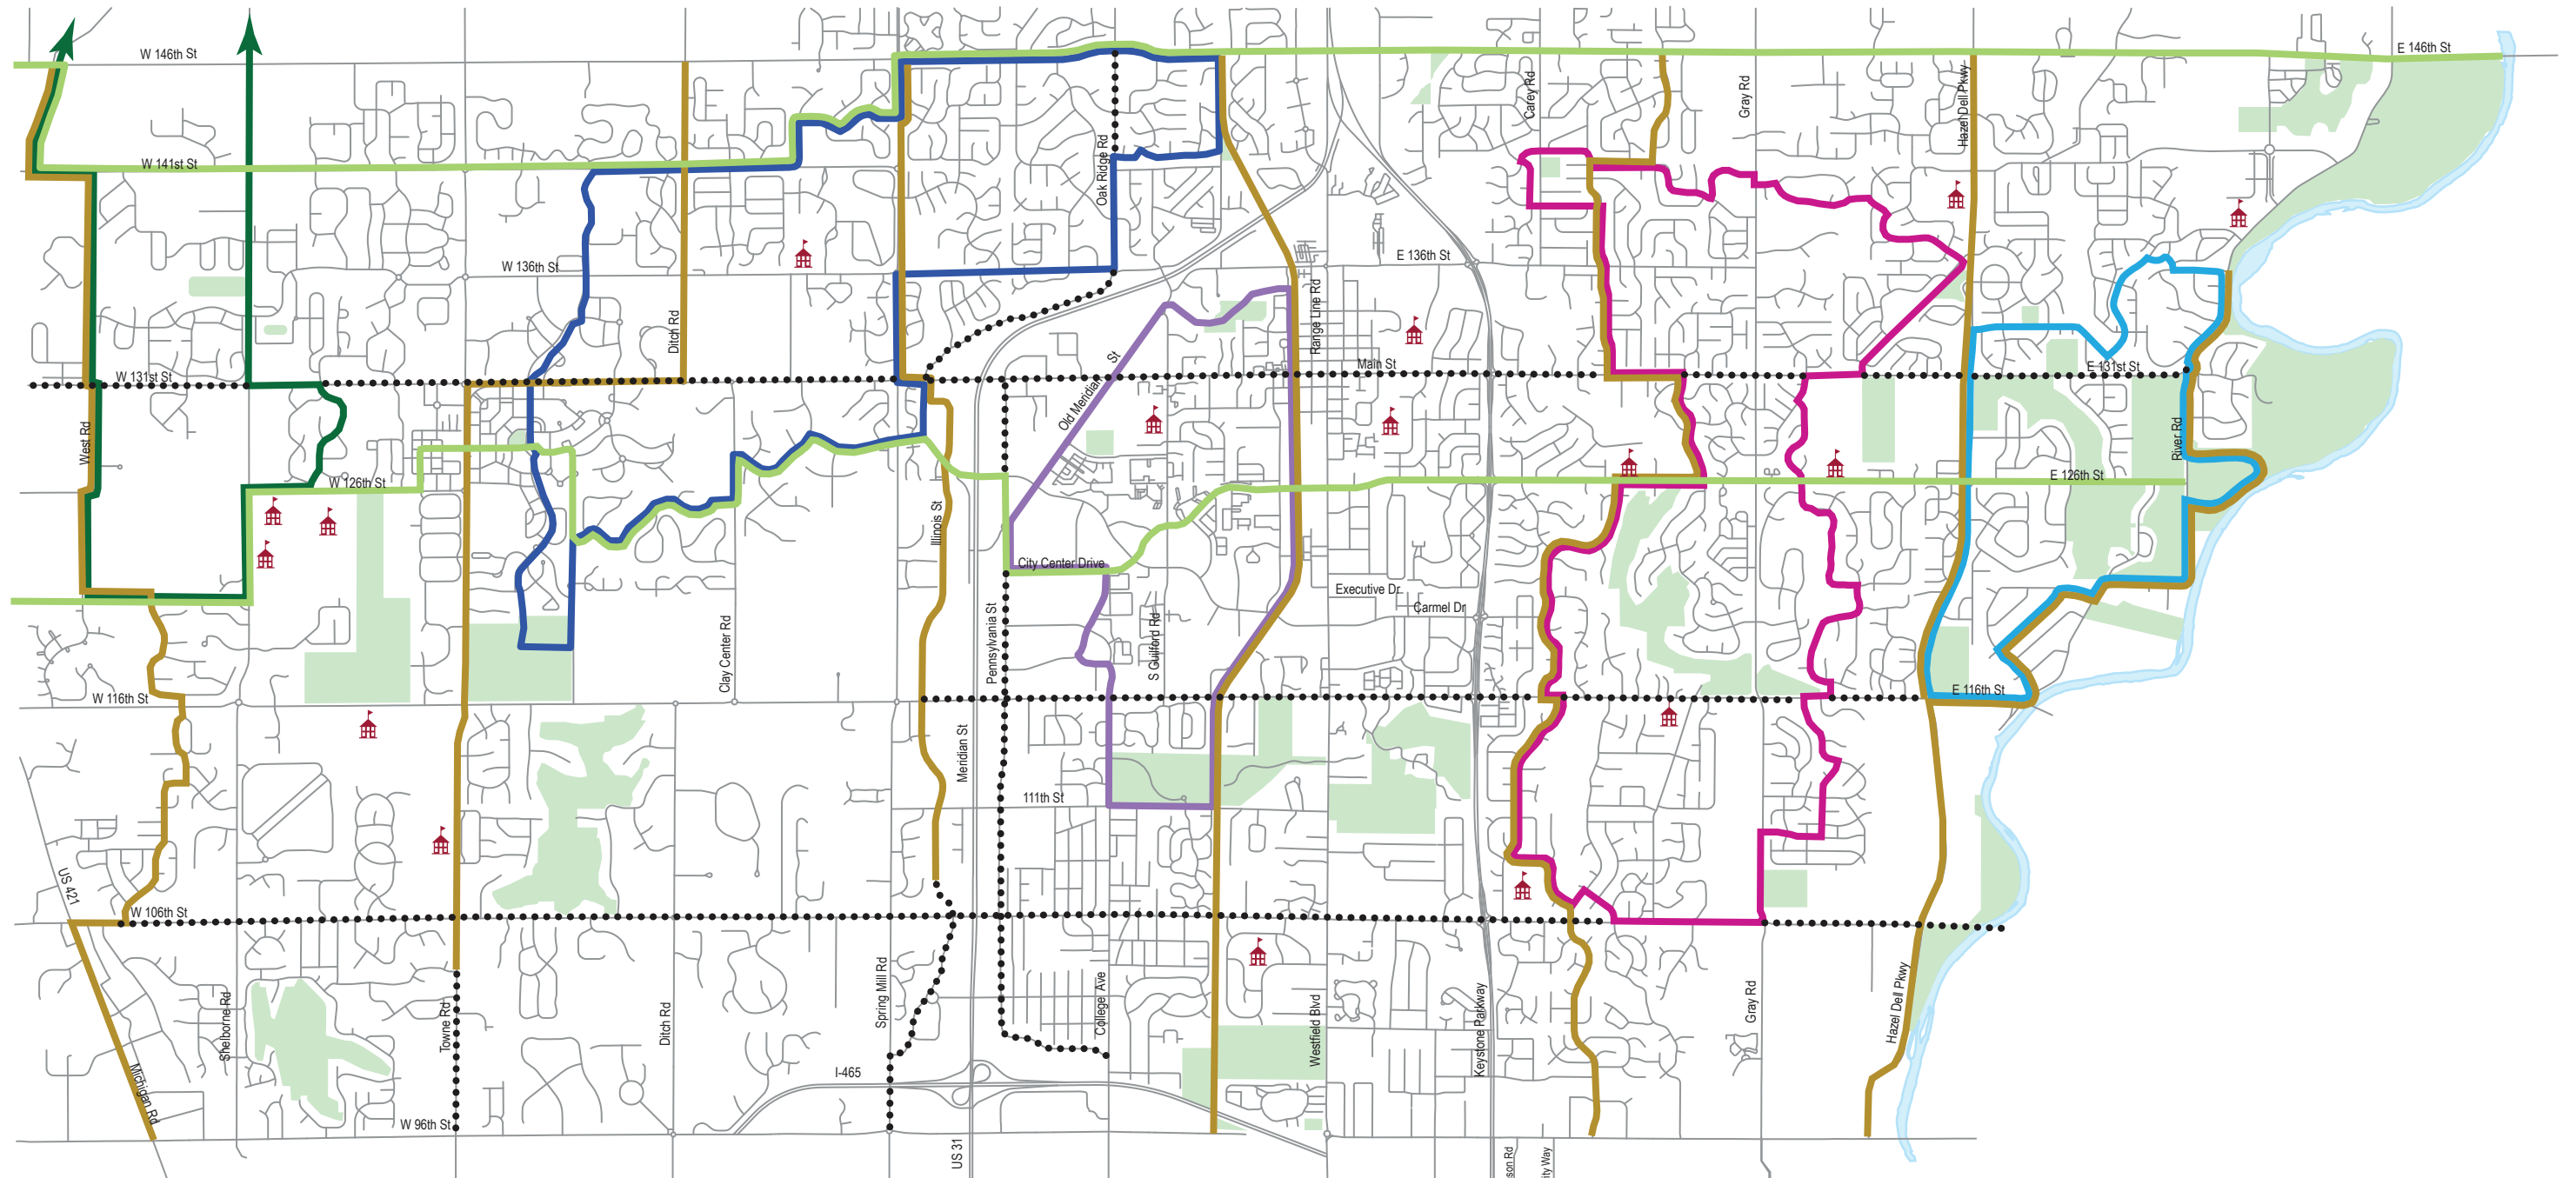 W 146th St
E 146th St
Carey Rd
Gray Rd
Hazel Dell Pkwy
W 141st St
Oak Ridge Rd
W 136th St
E 136th St
Ditch Rd
Range Line Rd
W 131st St
Main St
E 131st St
Old Meridian St
West Rd
River Rd
W 126th St
E 126th St
Illinois St
City Center Drive
Executive Dr
Carmel Dr
Pennsylvania St
S Guilford Rd
Clay Center Rd
W 116th St
E 116th St
Meridian St
111th St
US 421
W 106th St
Shelborne Rd
Towne Rd
Ditch Rd
Spring Mill Rd
College Ave
Westfield Blvd
Keystone Parkway
Gray Rd
Hazel Dell Pkwy
Michigan Rd
I-465
W 96th St
US 31
son Rd
ity Way